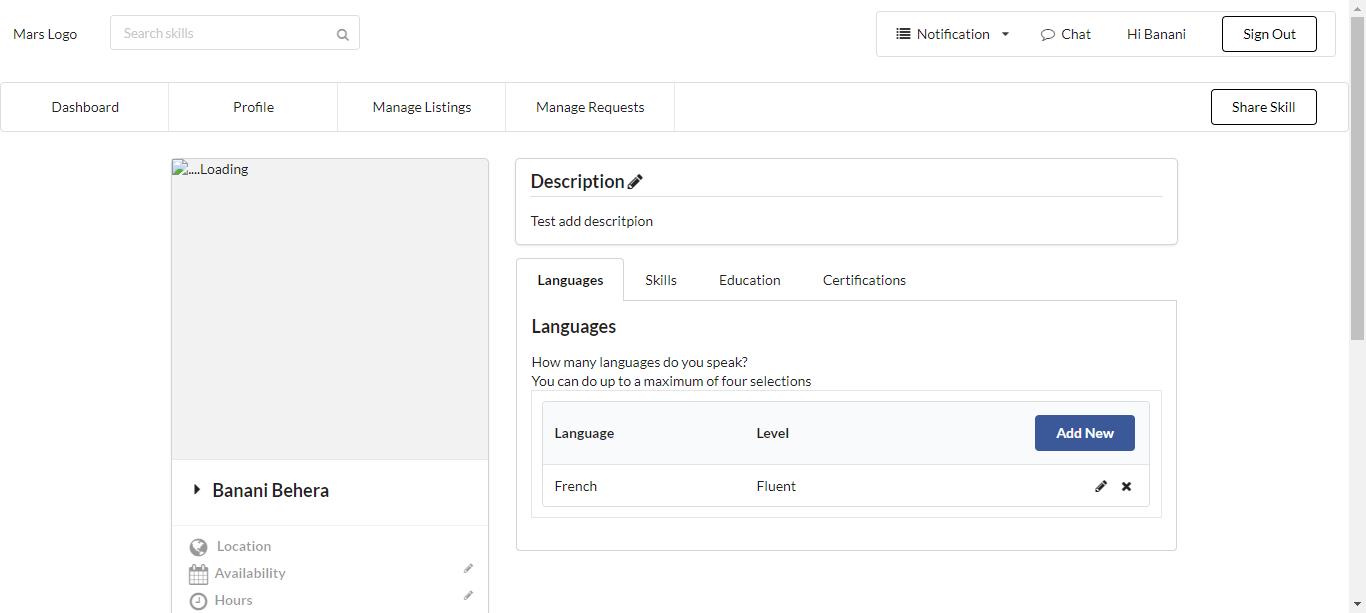 Mars Logo
Search skills
Notification
Chat
Hi Banani
Sign Out
Dashboard
Profile
Manage Listings
Manage Requests
Share Skill
....Loading
Banani Behera
Location
Availability
Hours
Description
Test add descritpion
Languages
Skills
Education
Certifications
Languages
How many languages do you speak?
You can do up to a maximum of four selections
Language
Level
Add New
French
Fluent